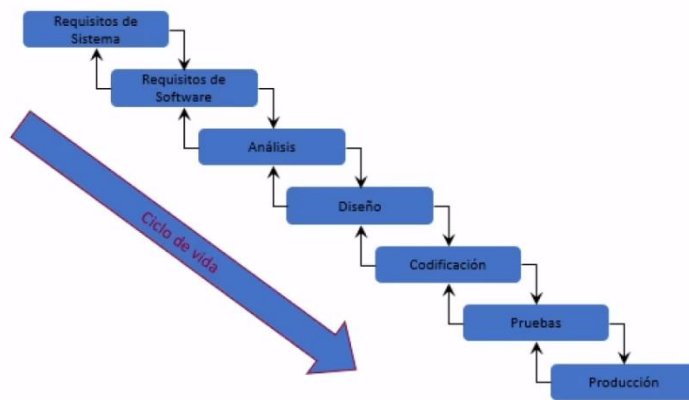 Requisitos de
Sistema
Requisitos de
Software
Análisis
Diseño
Ciclo de vida
Codificación
Pruebas
Producción